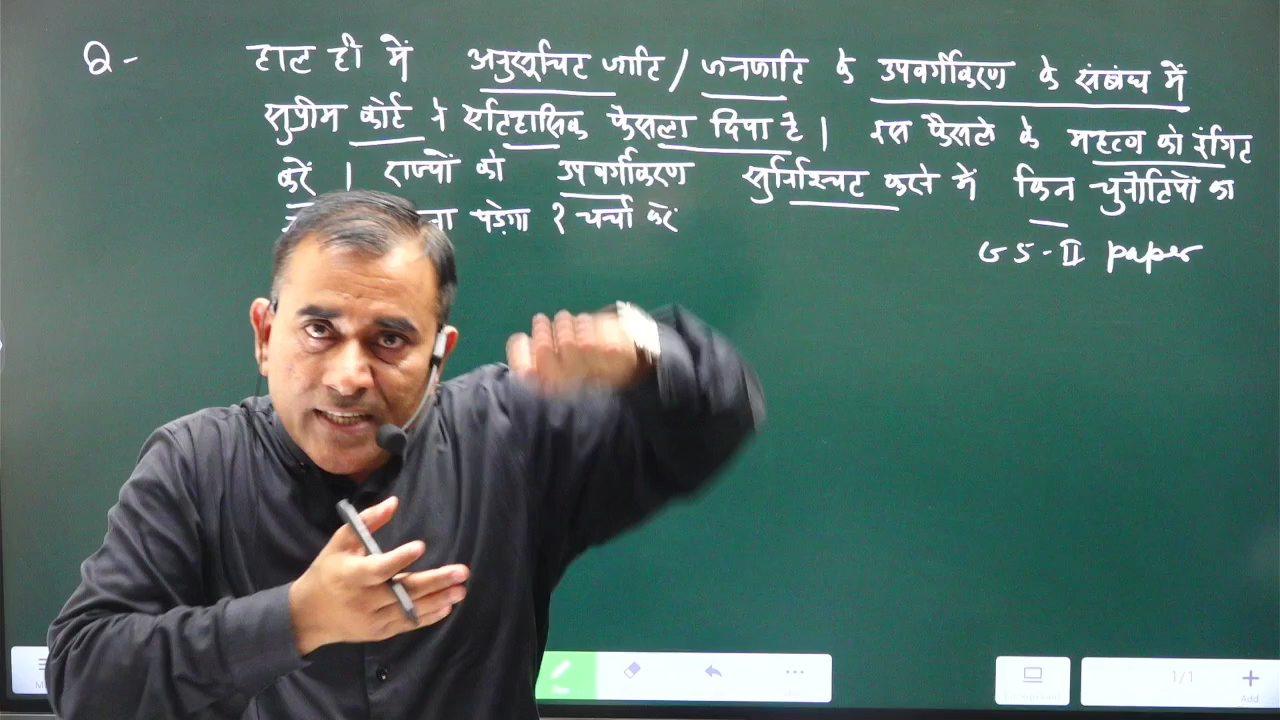 Q- हाल ही में अनुसूचित जाति / जनजाति के उपवर्गीकरण के संबंध में
सुप्रीम कोर्ट ने ऐतिहासिक फैसला दिया है। इस फैसले के महत्व को इंगित
करें। राज्यों को उपवर्गीकरण सुनिश्चित करने में किन चुनौतियों का
पड़ेगा ? चर्चा करें
GS-II paper
1/1
Add